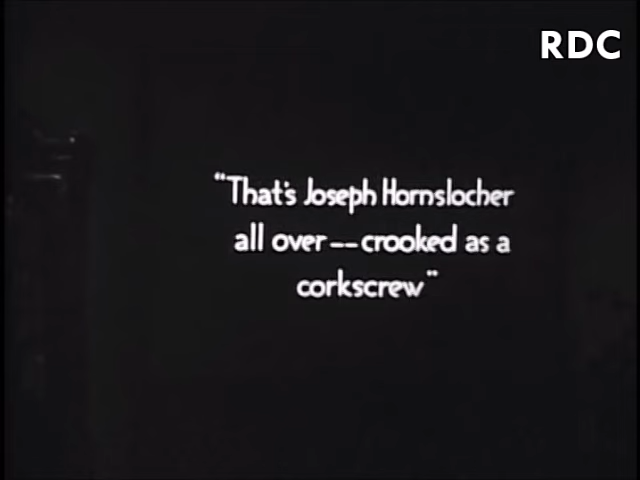 RDC
"That's Joseph Hornslocher
all over--crooked as a
corkscrew"